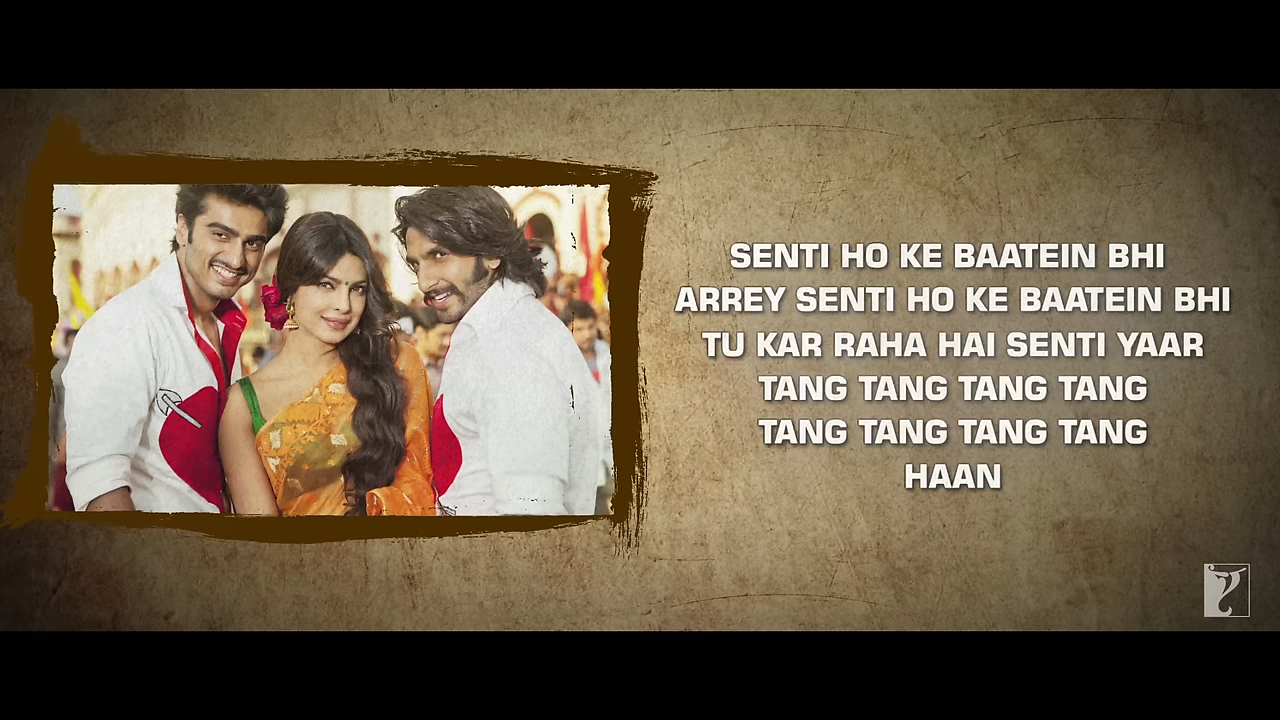 SENTI HO KE BAATEIN BHI
ARREY SENTI HO KE BAATEIN BHI
TU KAR RAHA HAI SENTI YAAR
TANG TANG TANG TANG
TANG TANG TANG TANG
HAAN